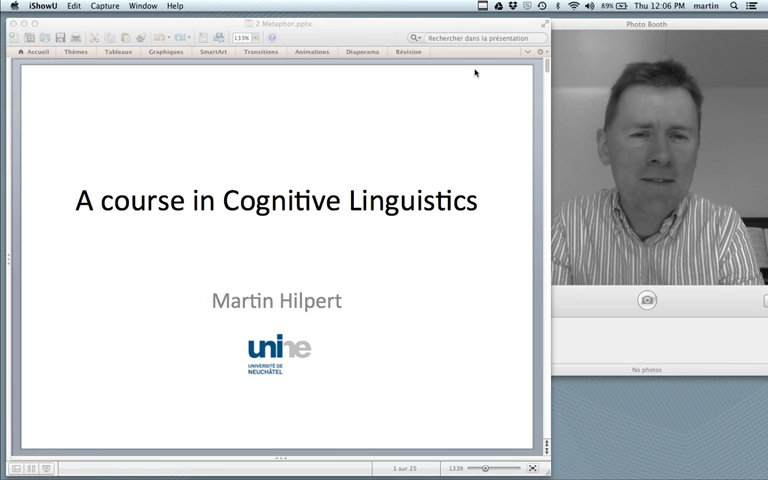 iShowU Edit Capture Window Help
89% Thu 12:06 PM martin
2 Metaphor.pptx
133%
Rechercher dans la présentation
Accueil Thèmes Tableaux Graphiques SmartArt Transitions Animations Diaporama Révision
Photo Booth
A course in Cognitive Linguistics
Martin Hilpert
unine
UNIVERSITÉ DE
NEUCHÂTEL
No photos
1 sur 25
133%